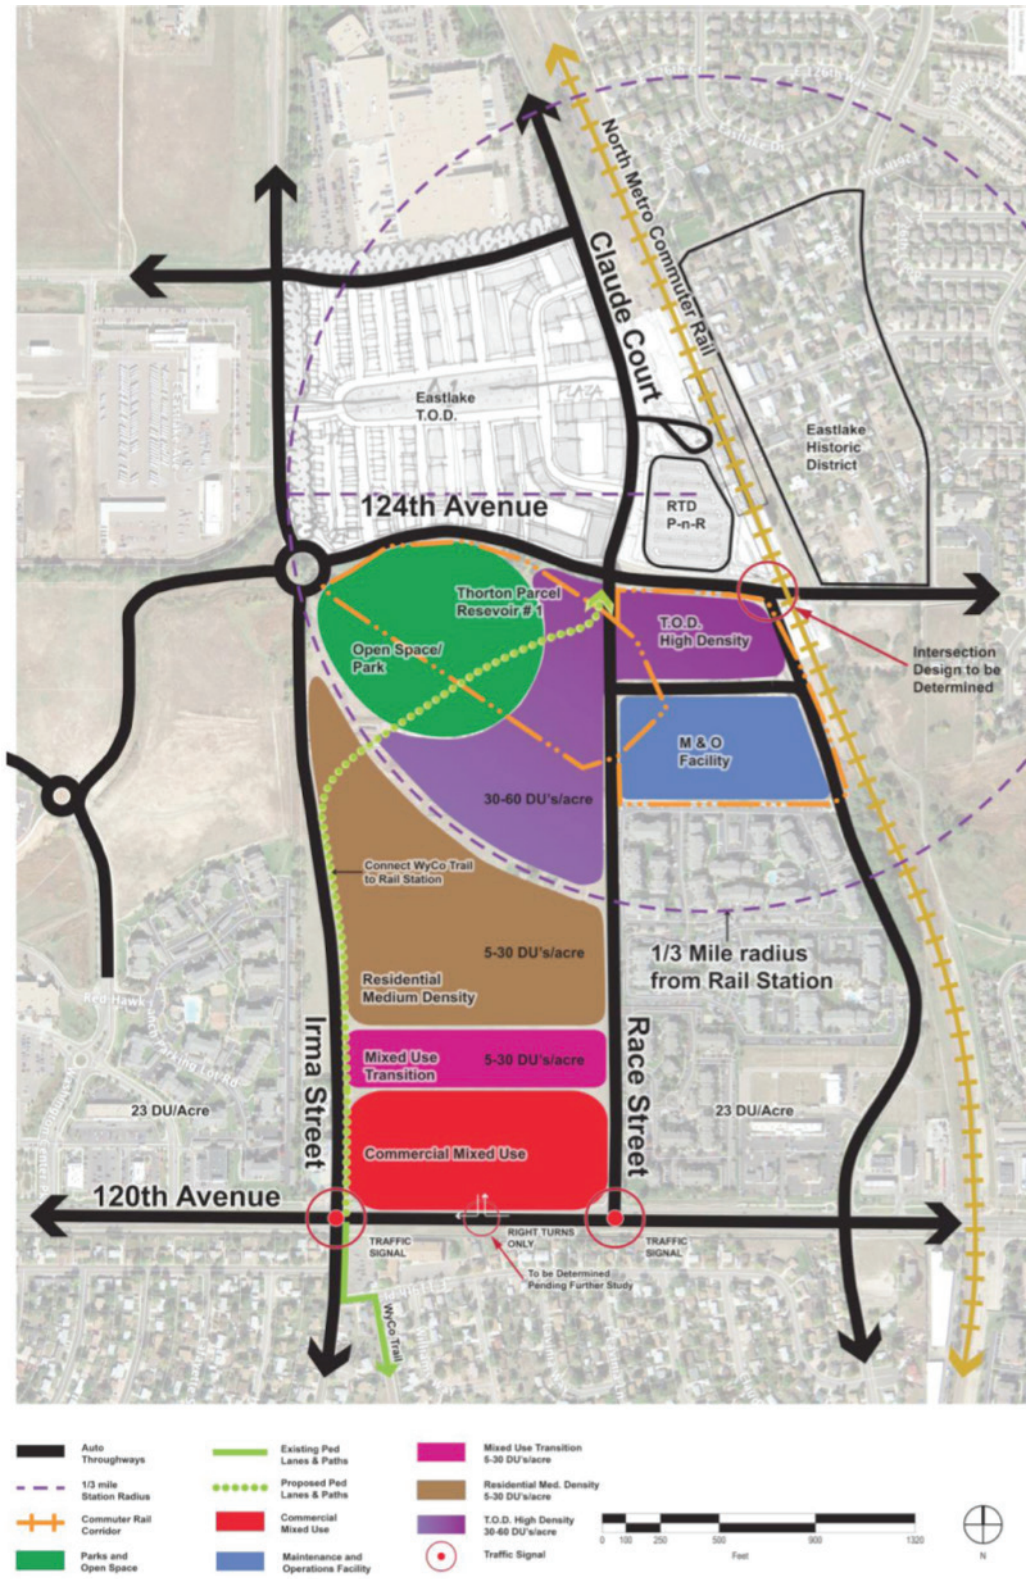 North Metro Commuter Rail
Claude Court
Eastlake
T.O.D.
PLAZA
Eastlake
Historic
District
124th Avenue
RTD
P-n-R
Thorton Parcel
Resevoir # 1
T.O.D.
High Density
Open Space/
Park
Intersection
Design to be
Determined
M & O
Facility
30-60 DU's/acre
Connect WyCo Trail
to Rail Station
5-30 DU's/acre
1/3 Mile radius
from Rail Station
Residential
Medium Density
Red Hawk
Parking Lot Rd
Irma Street
Race Street
Mixed Use
Transition
5-30 DU's/acre
23 DU/Acre
23 DU/Acre
Commercial Mixed Use
120th Avenue
TRAFFIC
SIGNAL
RIGHT TURNS
ONLY
TRAFFIC
SIGNAL
To be Determined
Pending Further Study
WyCo Trail
Auto
Throughways
Existing Ped
Lanes & Paths
Mixed Use Transition
5-30 DU's/acre
1/3 mile
Station Radius
Proposed Ped
Lanes & Paths
Residential Med. Density
5-30 DU's/acre
Commuter Rail
Corridor
Commercial
Mixed Use
T.O.D. High Density
30-60 DU's/acre
Parks and
Open Space
Maintenance and
Operations Facility
Traffic Signal
0 100 250 500 900 1320
Feet
N